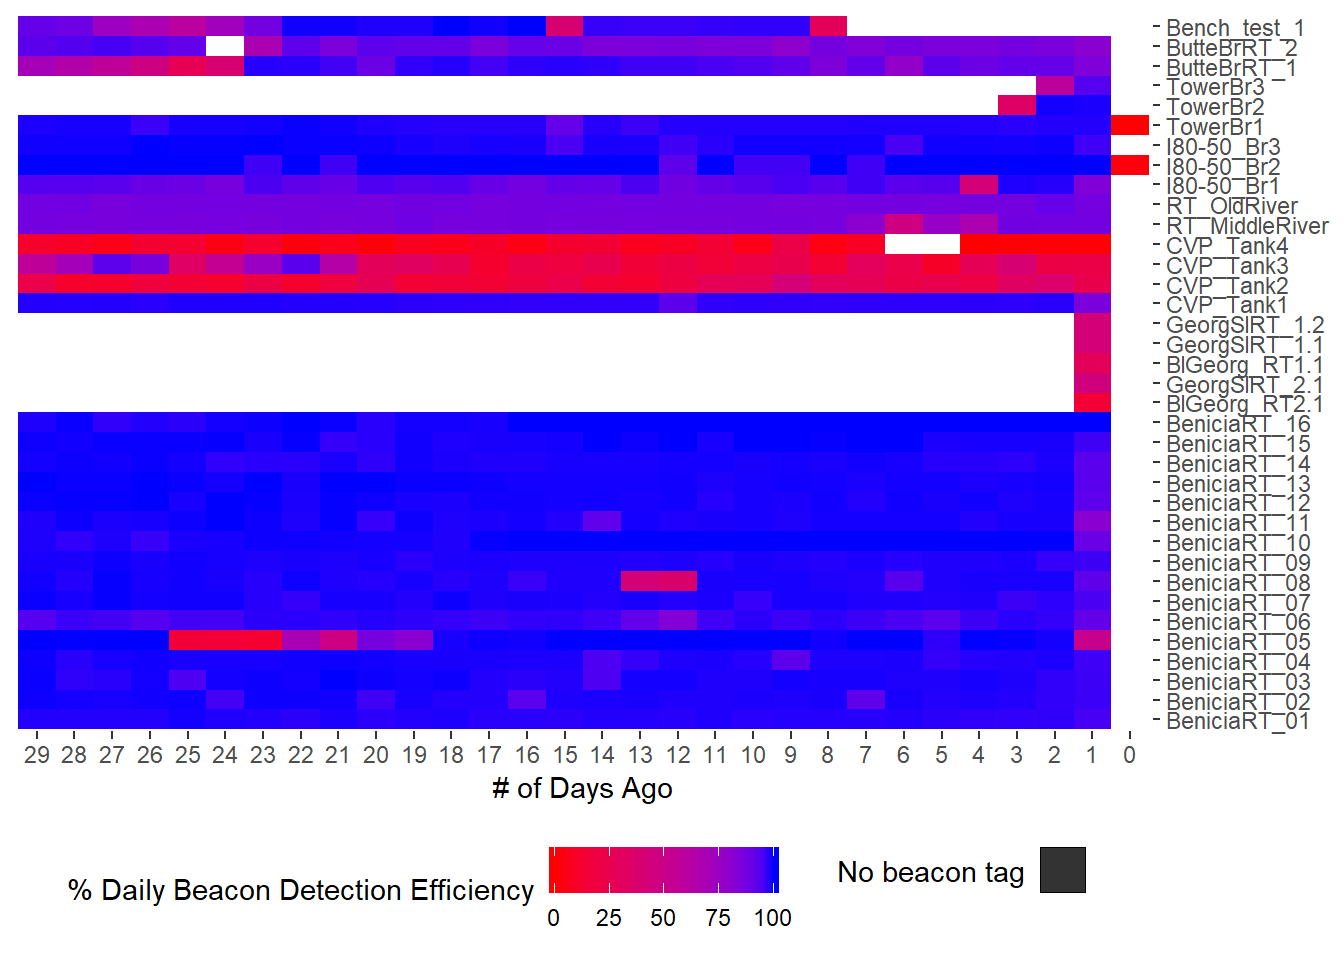 Bench_test_1
ButteBrRT_2
ButteBrRT_1
TowerBr3
TowerBr2
TowerBr1
I80-50_Br3
I80-50_Br2
I80-50_Br1
RT_OldRiver
RT_MiddleRiver
CVP_Tank4
CVP_Tank3
CVP_Tank2
CVP_Tank1
GeorgSlRT_1.2
GeorgSlRT_1.1
BlGeorg_RT1.1
GeorgSlRT_2.1
BlGeorg_RT2.1
BeniciaRT_16
BeniciaRT_15
BeniciaRT_14
BeniciaRT_13
BeniciaRT_12
BeniciaRT_11
BeniciaRT_10
BeniciaRT_09
BeniciaRT_08
BeniciaRT_07
BeniciaRT_06
BeniciaRT_05
BeniciaRT_04
BeniciaRT_03
BeniciaRT_02
BeniciaRT_01
29 28 27 26 25 24 23 22 21 20 19 18 17 16 15 14 13 12 11 10 9 8 7 6 5 4 3 2 1 0
# of Days Ago
% Daily Beacon Detection Efficiency
0 25 50 75 100
No beacon tag